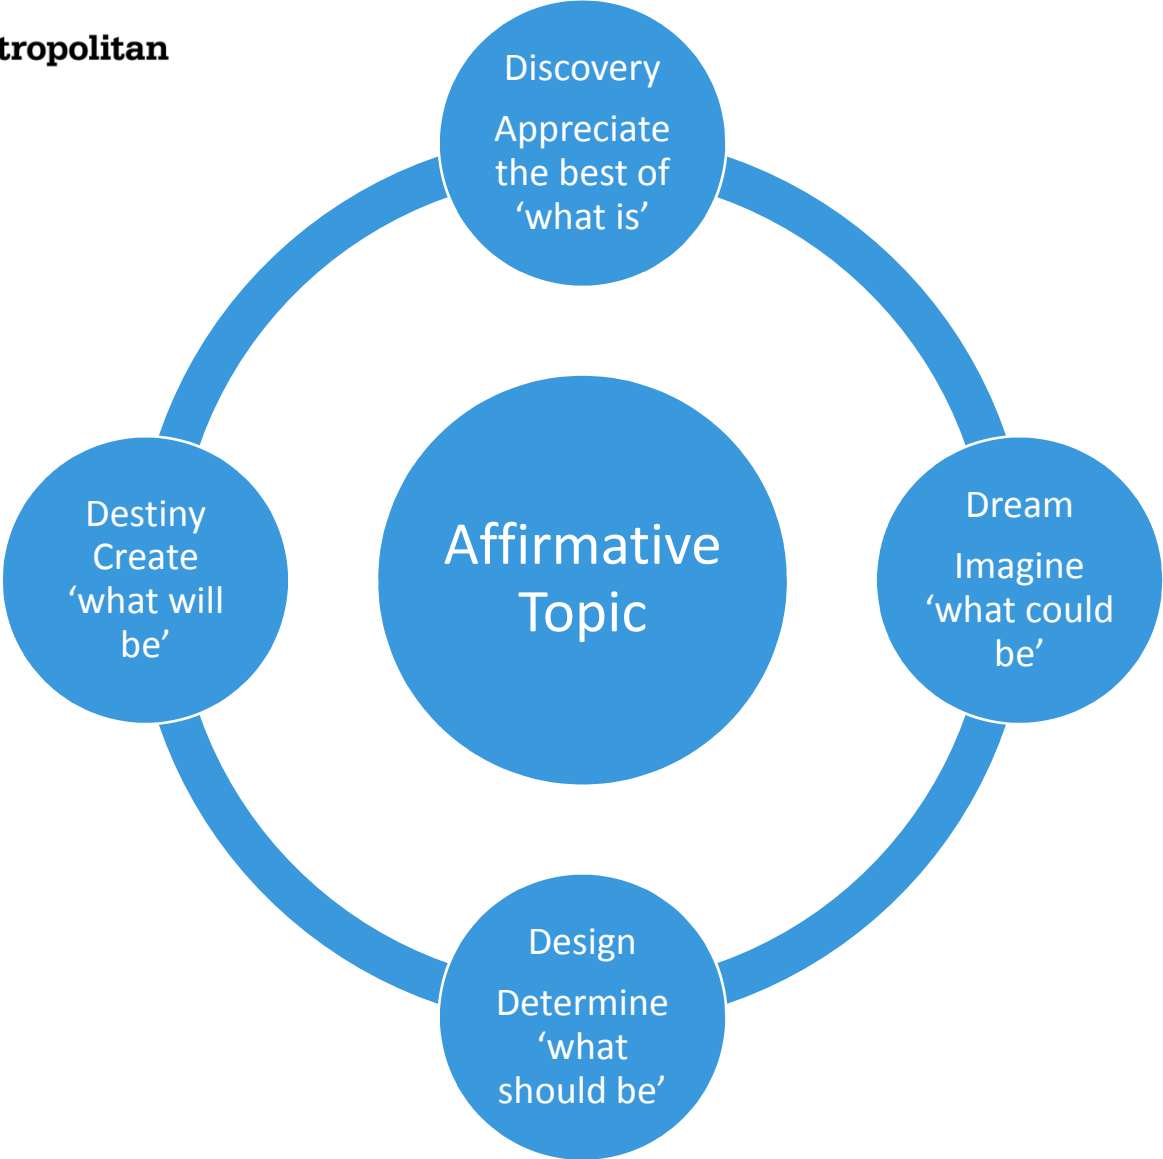 tropolitan
Discovery
Appreciate
the best of
‘what is’
Destiny
Create
‘what will
be’
Affirmative
Topic
Dream
Imagine
‘what could
be’
Design
Determine
‘what
should be’